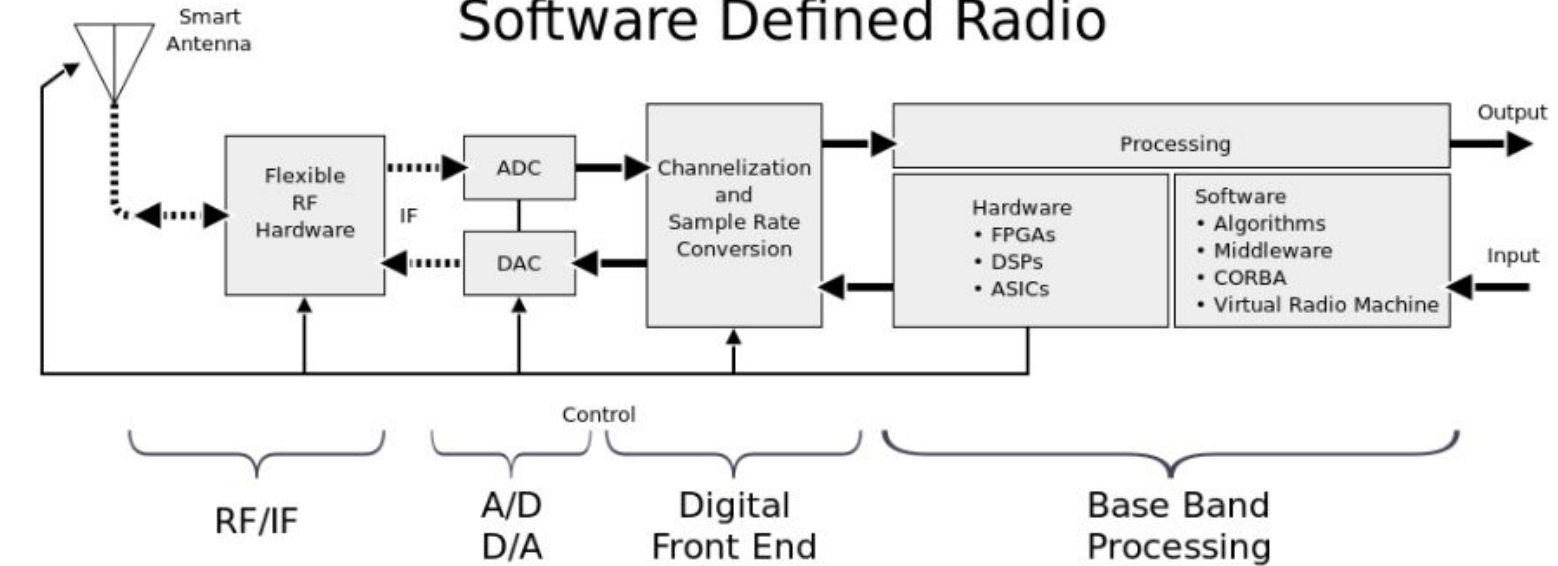 Software Defined Radio
Smart
Antenna
Flexible
RF
Hardware
IF
ADC
DAC
Channelization
and
Sample Rate
Conversion
Processing
Hardware
• FPGAs
• DSPs
• ASICs
Software
• Algorithms
• Middleware
• CORBA
• Virtual Radio Machine
Output
Input
Control
RF/IF
A/D
D/A
Digital
Front End
Base Band
Processing